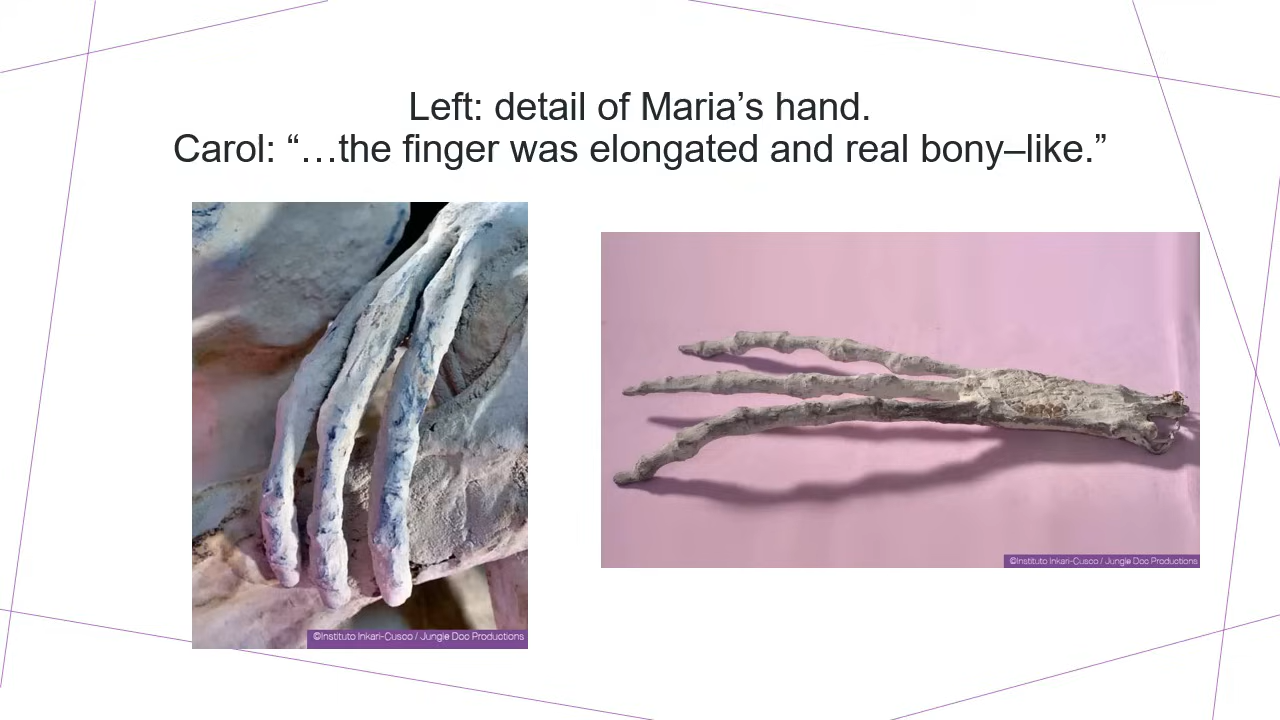 Left: detail of Maria’s hand.
Carol: “…the finger was elongated and real bony–like.”
©Instituto Inkari-Cusco / Jungle Doc Productions
©Instituto Inkari-Cusco / Jungle Doc Productions